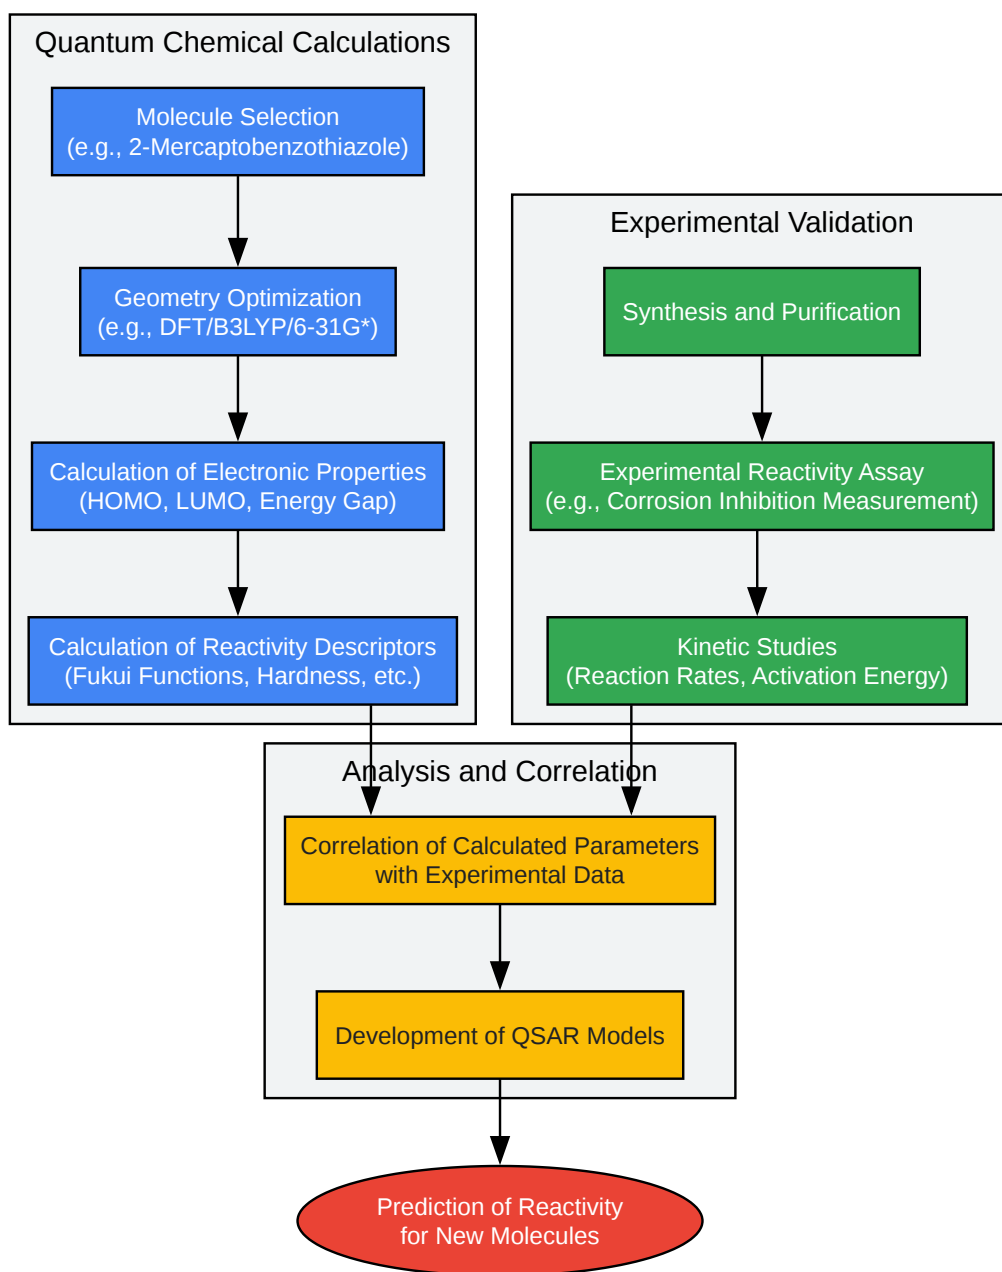 Quantum Chemical Calculations
Molecule Selection
(e.g., 2-Mercaptobenzothiazole)
Geometry Optimization
(e.g., DFT/B3LYP/6-31G*)
Calculation of Electronic Properties
(HOMO, LUMO, Energy Gap)
Calculation of Reactivity Descriptors
(Fukui Functions, Hardness, etc.)
Experimental Validation
Synthesis and Purification
Experimental Reactivity Assay
(e.g., Corrosion Inhibition Measurement)
Kinetic Studies
(Reaction Rates, Activation Energy)
Analysis and Correlation
Correlation of Calculated Parameters
with Experimental Data
Development of QSAR Models
Prediction of Reactivity
for New Molecules